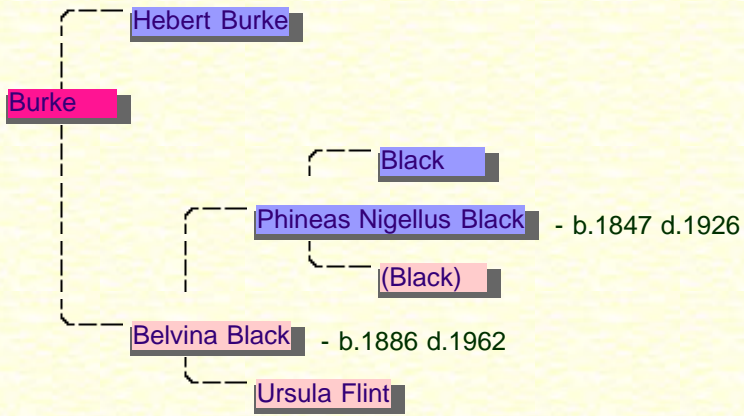 Hebert Burke
Burke
Black
Phineas Nigellus Black - b.1847 d.1926
(Black)
Belvina Black - b.1886 d.1962
Ursula Flint